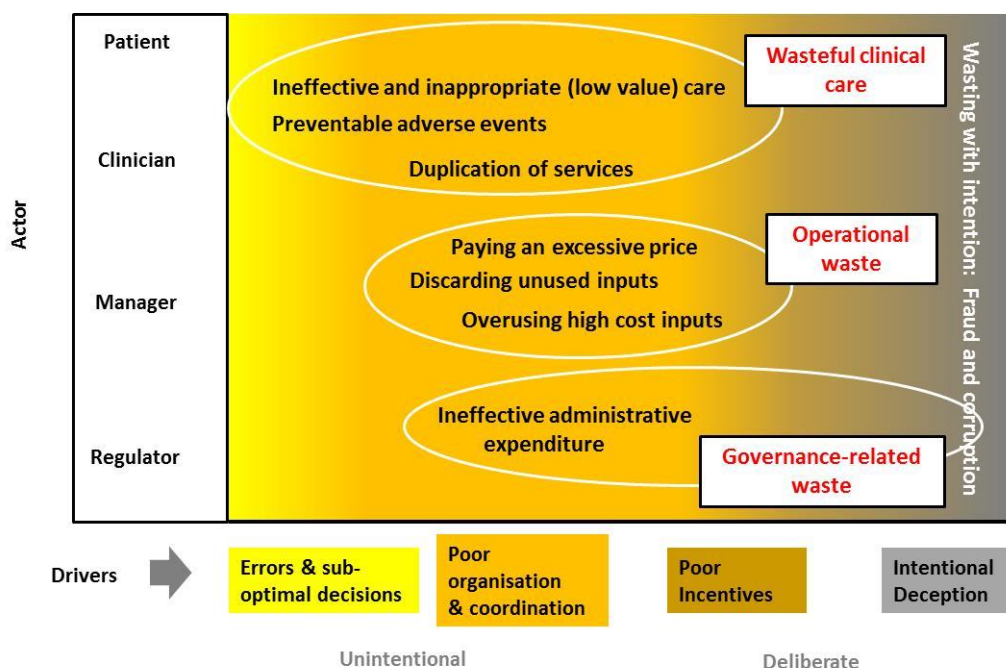 Patient
Wasteful clinical
care
Ineffective and inappropriate (low value) care
Preventable adverse events
Clinician
Duplication of services
Actor
Paying an excessive price
Operational
waste
Discarding unused inputs
Manager
Overusing high cost inputs
Wasting with intention: Fraud and corruption
Ineffective administrative
expenditure
Regulator
Governance-related
waste
Drivers
Errors & sub-
optimal decisions
Poor
organisation
& coordination
Poor
Incentives
Intentional
Deception
Unintentional
Deliberate